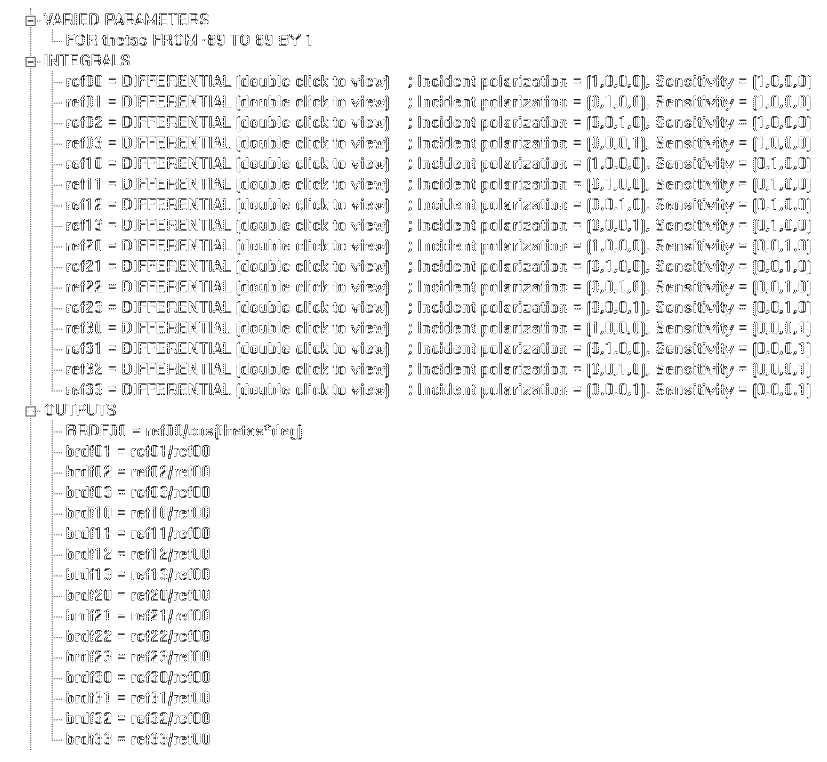 VARIED PARAMETERS
FOR thetas FROM -89 TO 89 BY 1
INTEGRALS
ref00 = DIFFERENTIAL (double click to view) ; Incident polarization = (1,0,0,0), Sensitivity = (1,0,0,0)
ref01 = DIFFERENTIAL (double click to view) ; Incident polarization = (0,1,0,0), Sensitivity = (1,0,0,0)
ref02 = DIFFERENTIAL (double click to view) ; Incident polarization = (0,0,1,0), Sensitivity = (1,0,0,0)
ref03 = DIFFERENTIAL (double click to view) ; Incident polarization = (0,0,0,1), Sensitivity = (1,0,0,0)
ref10 = DIFFERENTIAL (double click to view) ; Incident polarization = (1,0,0,0), Sensitivity = (0,1,0,0)
ref11 = DIFFERENTIAL (double click to view) ; Incident polarization = (0,1,0,0), Sensitivity = (0,1,0,0)
ref12 = DIFFERENTIAL (double click to view) ; Incident polarization = (0,0,1,0), Sensitivity = (0,1,0,0)
ref13 = DIFFERENTIAL (double click to view) ; Incident polarization = (0,0,0,1), Sensitivity = (0,1,0,0)
ref20 = DIFFERENTIAL (double click to view) ; Incident polarization = (1,0,0,0), Sensitivity = (0,0,1,0)
ref21 = DIFFERENTIAL (double click to view) ; Incident polarization = (0,1,0,0), Sensitivity = (0,0,1,0)
ref22 = DIFFERENTIAL (double click to view) ; Incident polarization = (0,0,1,0), Sensitivity = (0,0,1,0)
ref23 = DIFFERENTIAL (double click to view) ; Incident polarization = (0,0,0,1), Sensitivity = (0,0,1,0)
ref30 = DIFFERENTIAL (double click to view) ; Incident polarization = (1,0,0,0), Sensitivity = (0,0,0,1)
ref31 = DIFFERENTIAL (double click to view) ; Incident polarization = (0,1,0,0), Sensitivity = (0,0,0,1)
ref32 = DIFFERENTIAL (double click to view) ; Incident polarization = (0,0,1,0), Sensitivity = (0,0,0,1)
ref33 = DIFFERENTIAL (double click to view) ; Incident polarization = (0,0,0,1), Sensitivity = (0,0,0,1)
OUTPUTS
BRDF00 = ref00/cos(thetas*deg)
brdf01 = ref01/ref00
brdf02 = ref02/ref00
brdf03 = ref03/ref00
brdf10 = ref10/ref00
brdf11 = ref11/ref00
brdf12 = ref12/ref00
brdf13 = ref13/ref00
brdf20 = ref20/ref00
brdf21 = ref21/ref00
brdf22 = ref22/ref00
brdf23 = ref23/ref00
brdf30 = ref30/ref00
brdf31 = ref31/ref00
brdf32 = ref32/ref00
brdf33 = ref33/ref00